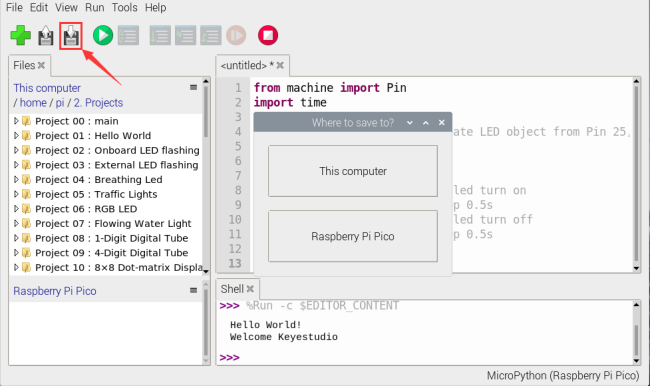 File Edit View Run Tools Help
Files
This computer
/ home / pi / 2. Projects
Project 00 : main
Project 01 : Hello World
Project 02 : Onboard LED flashing
Project 03 : External LED flashing
Project 04 : Breathing Led
Project 05 : Traffic Lights
Project 06 : RGB LED
Project 07 : Flowing Water Light
Project 08 : 1-Digit Digital Tube
Project 09 : 4-Digit Digital Tube
Project 10 : 8×8 Dot-matrix Displa
Raspberry Pi Pico
<untitled> *
1 from machine import Pin
2 import time
3
4 ate LED object from Pin 25,
5
6
7
8 led turn on
9 p 0.5s
10 led turn off
11 p 0.5s
12
13
Where to save to?
This computer
Raspberry Pi Pico
Shell
>>> %Run -c $EDITOR_CONTENT
Hello World!
Welcome Keyestudio
>>>
MicroPython (Raspberry Pi Pico)